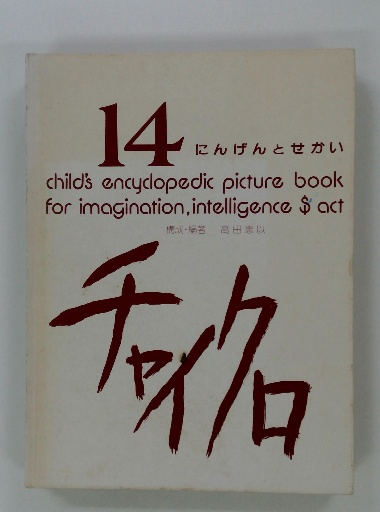 14 にんげんとせかい
child's encyclopedic picture book
for imagination, intelligence $ act
構成・編著 高田恵以
チャイクロ